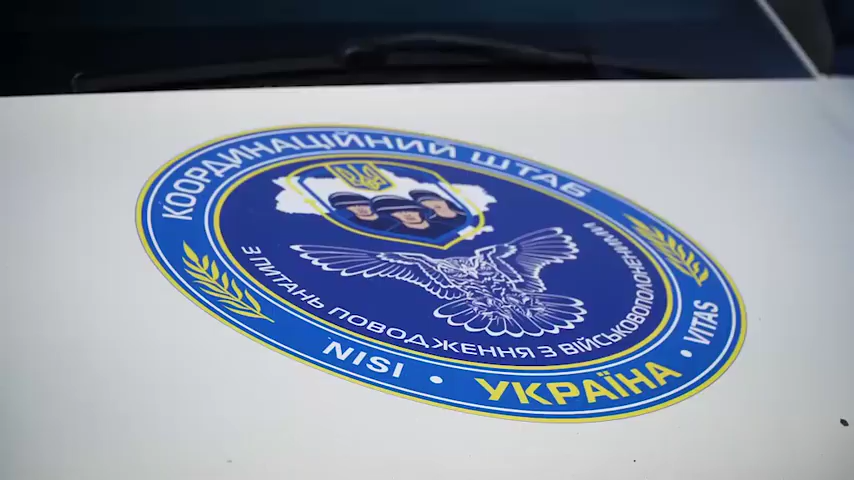 КООРДИНАЦІЙНИЙ ШТАБ
З ПИТАНЬ ПОВОДЖЕННЯ З ВІЙСЬКОВОПОЛОНЕНИМИ
NISI • УКРАЇНА • VITAS